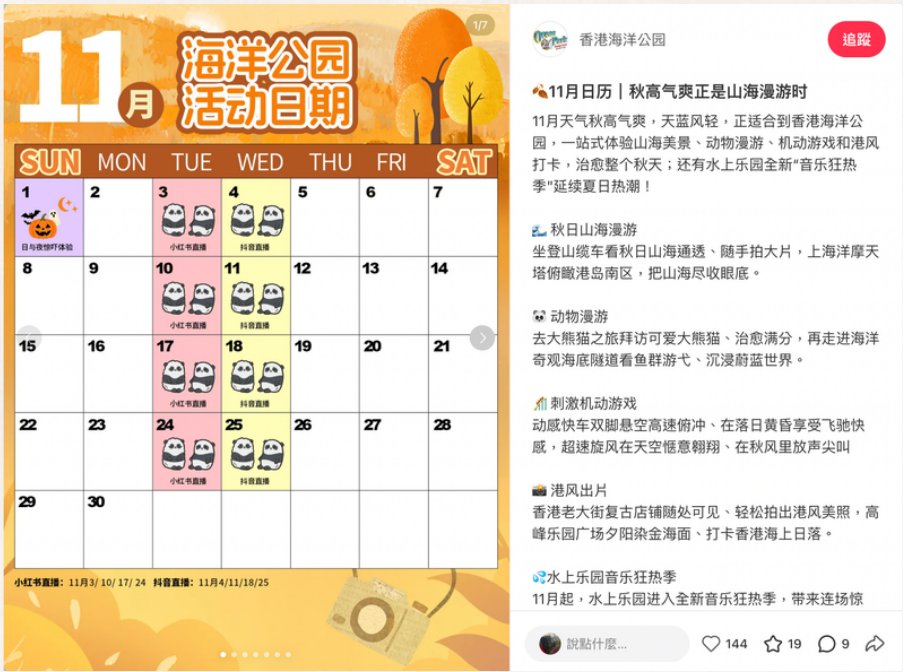 1/7
11月
海洋公园
活动日期
SUN MON TUE WED THU FRI SAT
1 2 3 4 5 6 7
日与夜惊吓体验 小红书直播 抖音直播
8 9 10 11 12 13 14
小红书直播 抖音直播
15 16 17 18 19 20 21
小红书直播 抖音直播
22 23 24 25 26 27 28
小红书直播 抖音直播
29 30
小红书直播：11月3/ 10/ 17/ 24 抖音直播：11月4/11/18/25
Ocean Park
香港海洋公园
追蹤
🍂11月日历｜秋高气爽正是山海漫游时
11月天气秋高气爽，天蓝风轻，正适合到香港海洋公
园，一站式体验山海美景、动物漫游、机动游戏和港风
打卡，治愈整个秋天；还有水上乐园全新“音乐狂热
季”延续夏日热潮！
🌊 秋日山海漫游
坐登山缆车看秋日山海通透、随手拍大片，上海洋摩天
塔俯瞰港岛南区，把山海尽收眼底。
🐼 动物漫游
去大熊猫之旅拜访可爱大熊猫、治愈满分，再走进海洋
奇观海底隧道看鱼群游弋、沉浸蔚蓝世界。
🎢 刺激机动游戏
动感快车双脚悬空高速俯冲、在落日黄昏享受飞驰快
感，超速旋风在天空惬意翱翔、在秋风里放声尖叫
📸 港风出片
香港老大街复古店铺随处可见、轻松拍出港风美照，高
峰乐园广场夕阳染金海面、打卡香港海上日落。
💦水上乐园音乐狂热季
11月起，水上乐园进入全新音乐狂热季，带来连场惊
說點什麼...
144 19 9